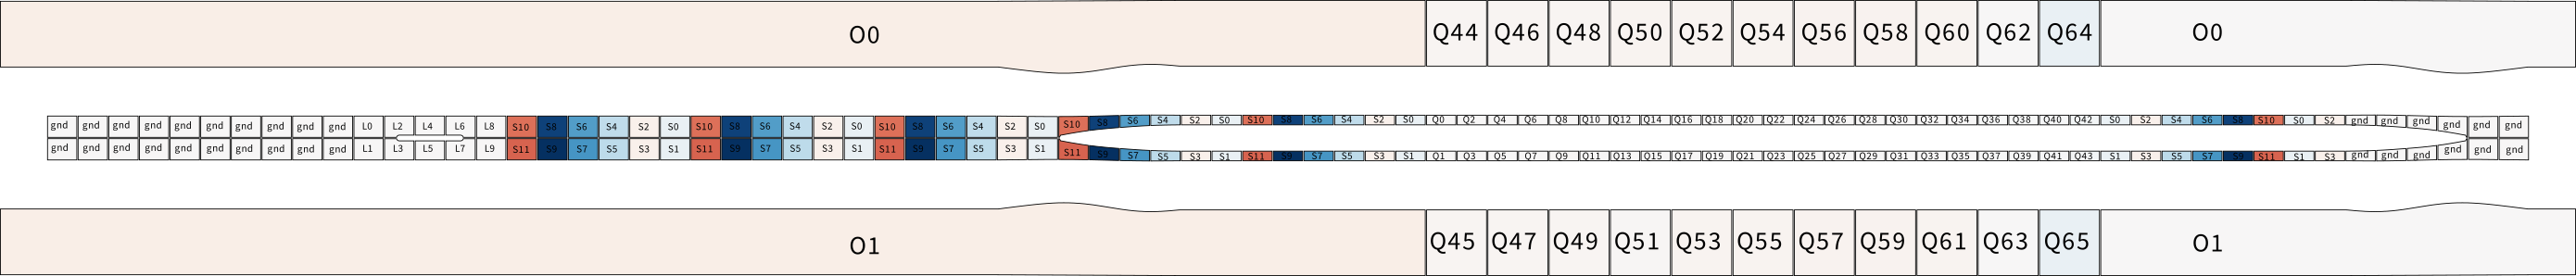 O0 Q44 Q46 Q48 Q50 Q52 Q54 Q56 Q58 Q60 Q62 Q64 O0
gnd gnd gnd gnd gnd gnd gnd gnd gnd gnd L0 L2 L4 L6 L8 S10 S8 S6 S4 S2 S0 S10 S8 S6 S4 S2 S0 S10 S8 S6 S4 S2 S0 S10 S8 S6 S4 S2 S0 S10 S8 S6 S4 S2 S0 Q0 Q2 Q4 Q6 Q8 Q10 Q12 Q14 Q16 Q18 Q20 Q22 Q24 Q26 Q28 Q30 Q32 Q34 Q36 Q38 Q40 Q42 S0 S2 S4 S6 S8 S10 S0 S2 gnd gnd gnd gnd gnd gnd
gnd gnd gnd gnd gnd gnd gnd gnd gnd gnd L1 L3 L5 L7 L9 S11 S9 S7 S5 S3 S1 S11 S9 S7 S5 S3 S1 S11 S9 S7 S5 S3 S1 S11 S9 S7 S5 S3 S1 S11 S9 S7 S5 S3 S1 Q1 Q3 Q5 Q7 Q9 Q11 Q13 Q15 Q17 Q19 Q21 Q23 Q25 Q27 Q29 Q31 Q33 Q35 Q37 Q39 Q41 Q43 S1 S3 S5 S7 S9 S11 S1 S3 gnd gnd gnd gnd gnd gnd
O1 Q45 Q47 Q49 Q51 Q53 Q55 Q57 Q59 Q61 Q63 Q65 O1